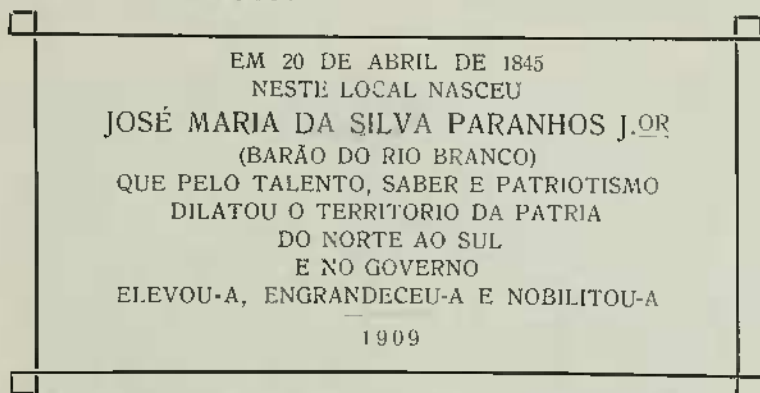 EM 20 DE ABRIL DE 1845
NESTE LOCAL NASCEU
JOSÉ MARIA DA SILVA PARANHOS J.OR
(BARÃO DO RIO BRANCO)
QUE PELO TALENTO, SABER E PATRIOTISMO
DILATOU O TERRITORIO DA PATRIA
DO NORTE AO SUL
E NO GOVERNO
ELEVOU-A, ENGRANDECEU-A E NOBILITOU-A
1909